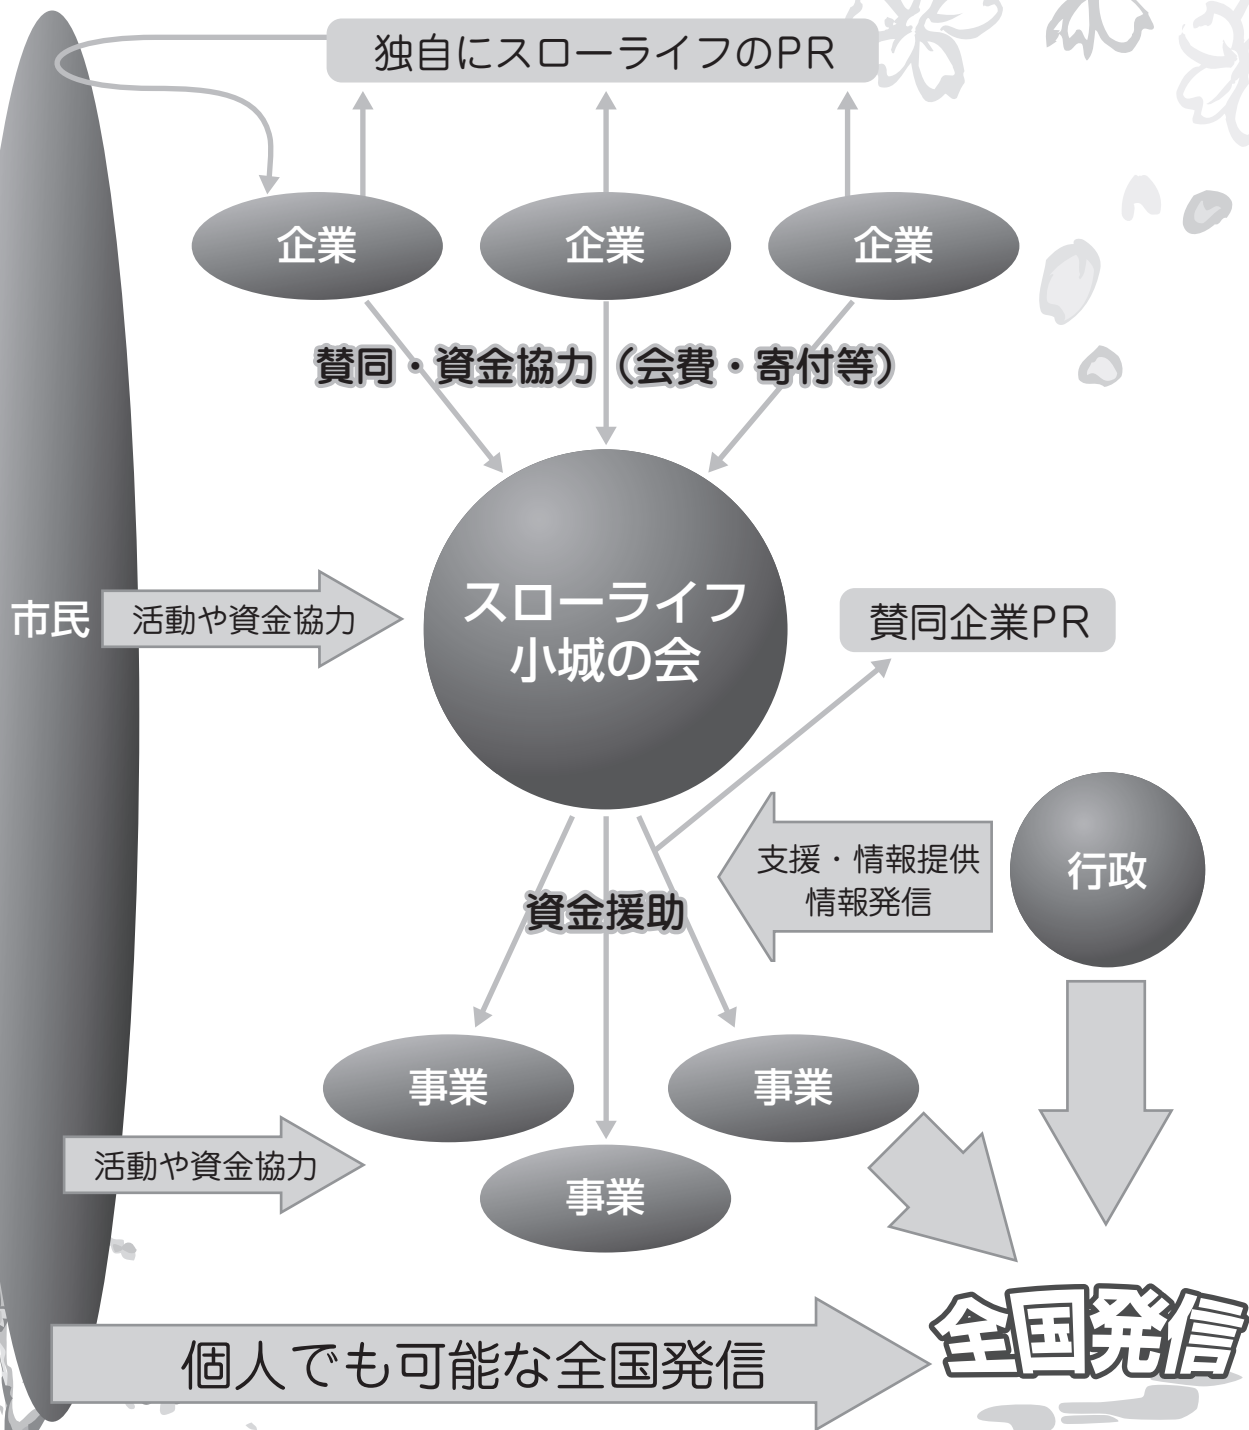 独自にスローライフのPR
企業
企業
企業
賛同・資金協力（会費・寄付等）
スローライフ
小城の会
市民
活動や資金協力
賛同企業PR
支援・情報提供
情報発信
行政
資金援助
事業
事業
事業
活動や資金協力
個人でも可能な全国発信
全国発信